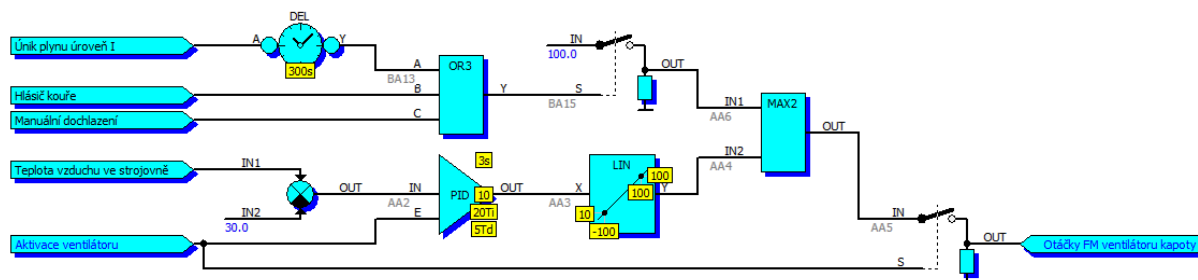 DEL
Únik plynu úroveň I A Y
300s
A BA13 OR3
IN 100.0
OUT
Hlásič kouře B Y S BA15
Manuální dochlazení C
IN1 AA6 MAX2
OUT
IN2 AA4
Teplota vzduchu ve strojovně IN1
OUT AA2 IN
3s
PID
10
20Ti
5Td
OUT AA3 X
LIN
100
100
Y
10
-100
IN2 30.0
E
IN AA5
Aktivace ventilátoru
OUT Otáčky FM ventilátoru kapoty
S